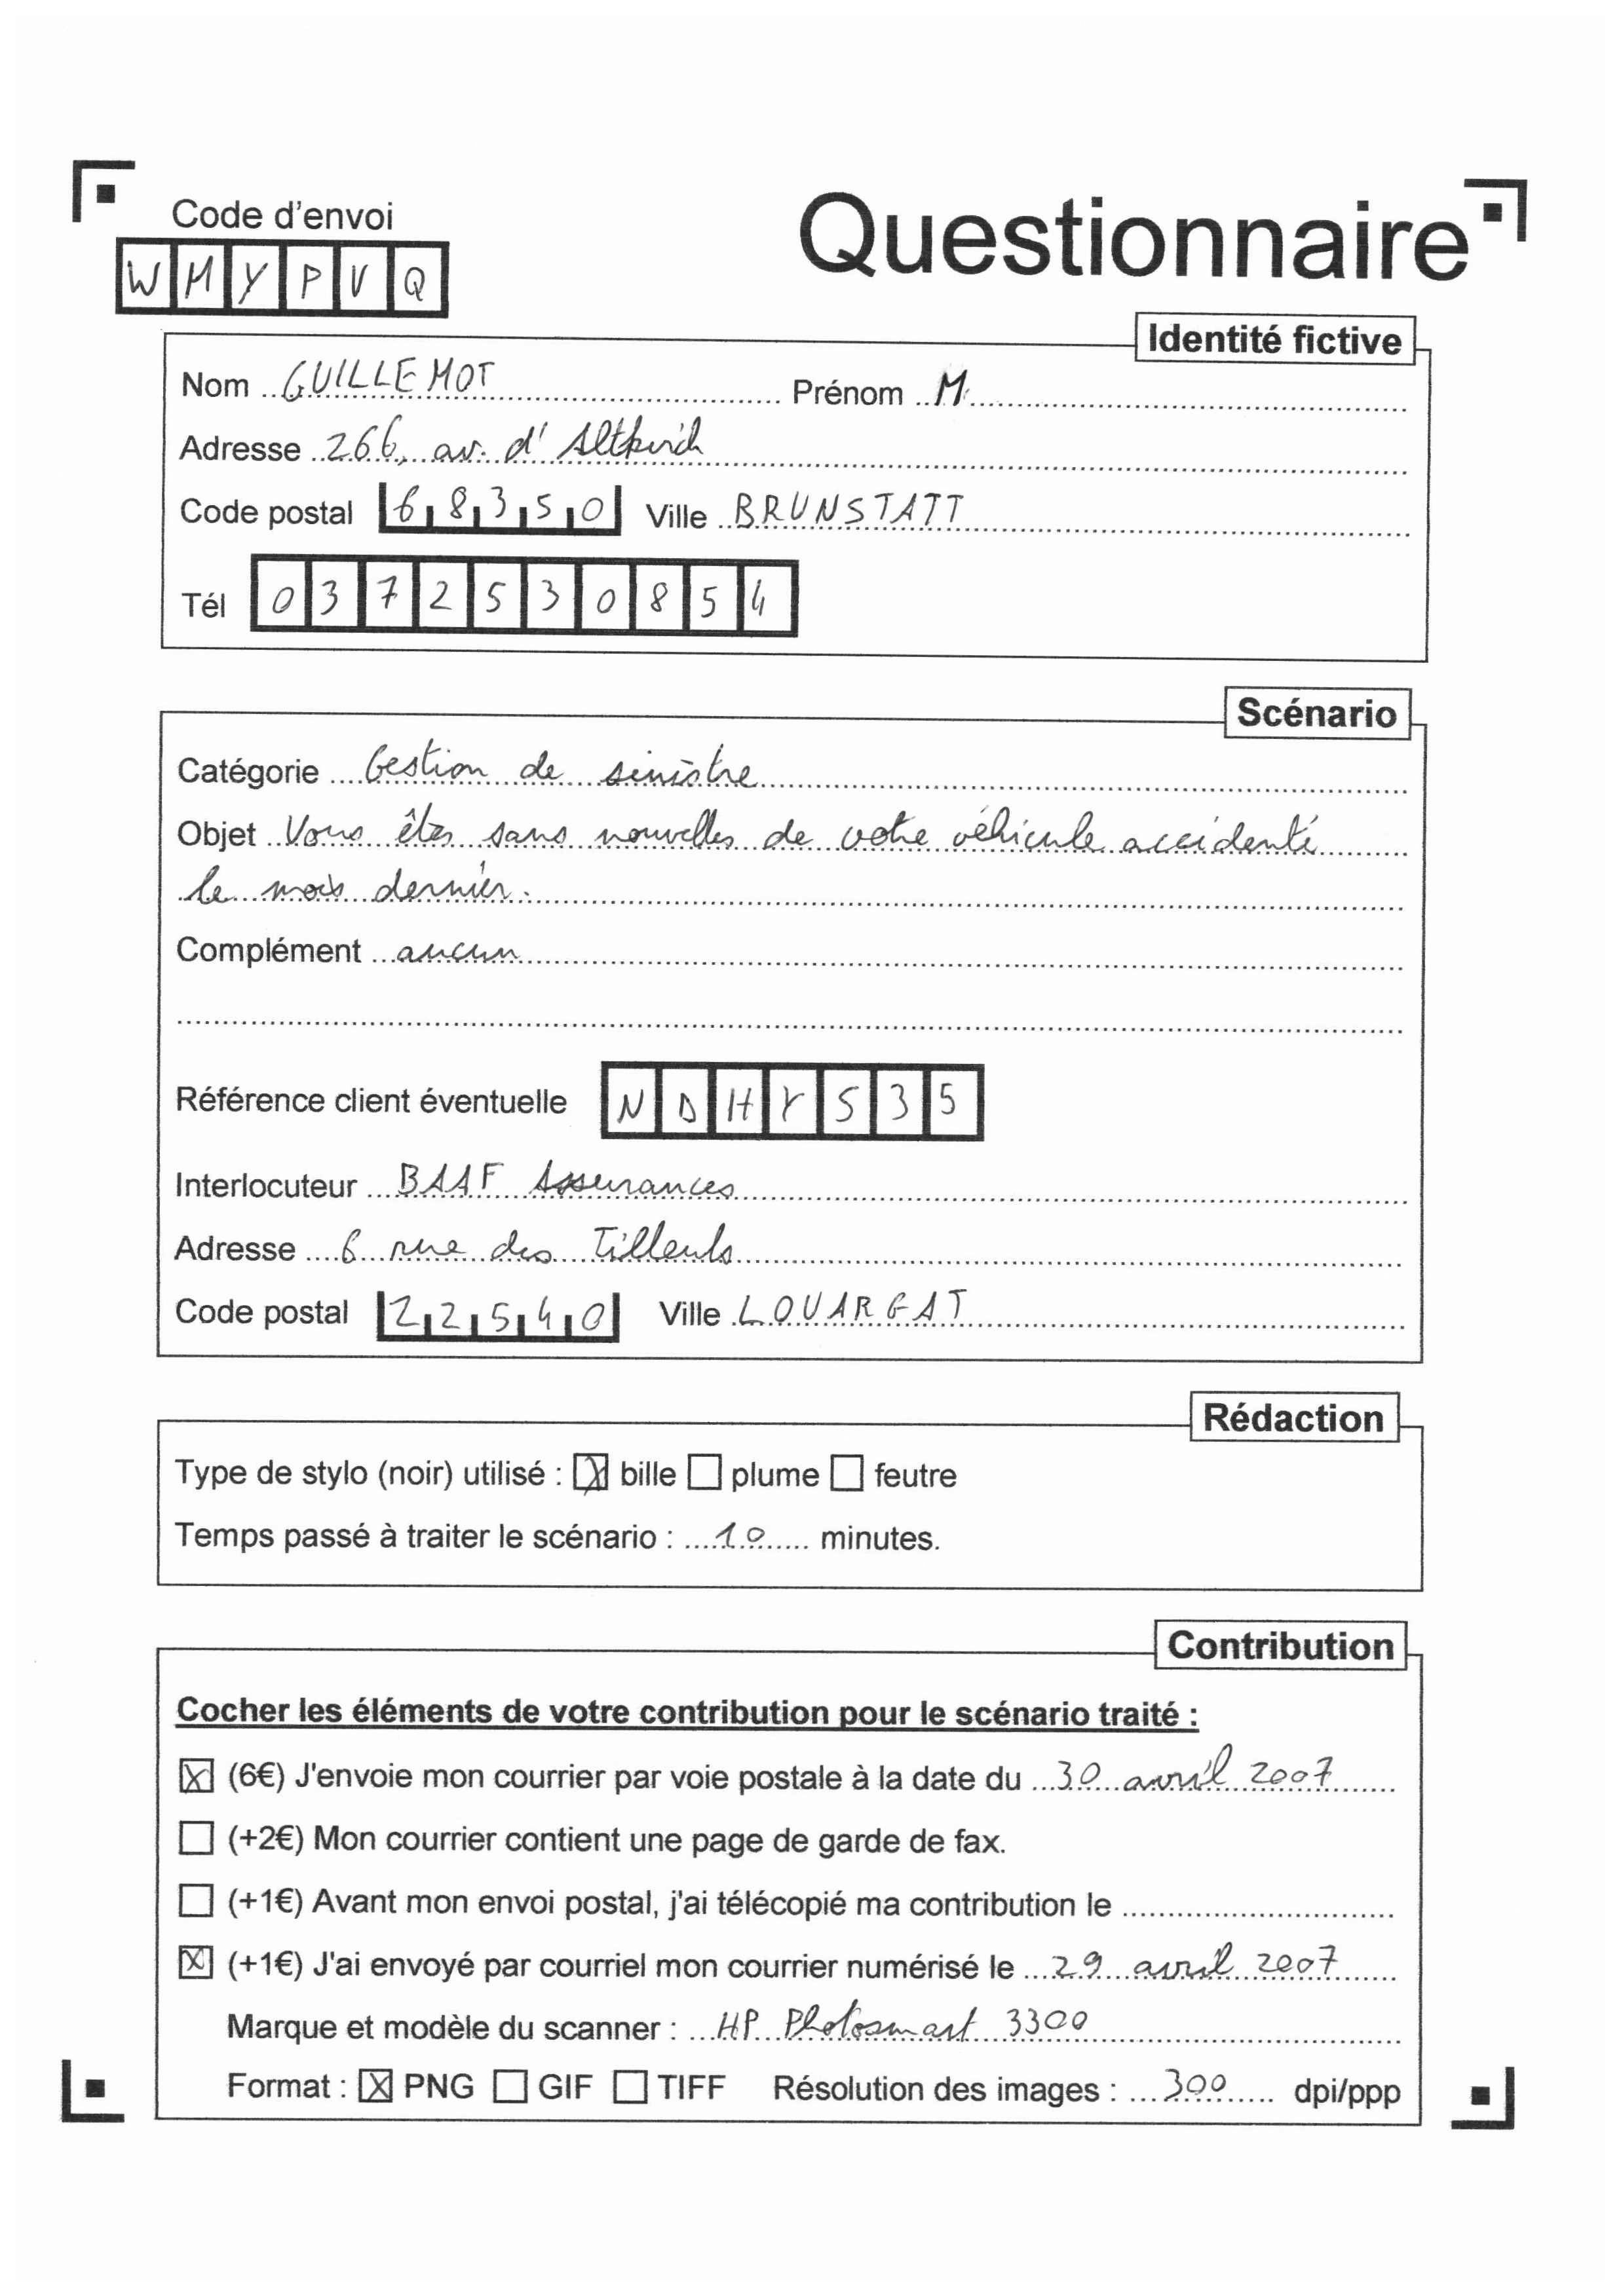 Code d'envoi
WMYPVQ
Questionnaire
Identité fictive
Nom GUILLEMOT Prénom M
Adresse 266, av. d'Altkirch
Code postal 68350 Ville BRUNSTATT
Tél 0372530854
Scénario
Catégorie Gestion de sinistre
Objet Vous êtes sans nouvelles de votre véhicule accidenté
le mois dernier.
Complément aucun
Référence client éventuelle NDHYS35
Interlocuteur BAAF Assurances
Adresse 6 rue des Tilleuls
Code postal 22540 Ville LOUARGAT
Rédaction
Type de stylo (noir) utilisé : bille plume feutre
Temps passé à traiter le scénario : 10 minutes.
Contribution
Cocher les éléments de votre contribution pour le scénario traité :
(6€) J'envoie mon courrier par voie postale à la date du 30 avril 2007
(+2€) Mon courrier contient une page de garde de fax.
(+1€) Avant mon envoi postal, j'ai télécopié ma contribution le
(+1€) J'ai envoyé par courriel mon courrier numérisé le 29 avril 2007
Marque et modèle du scanner : HP Photosmart 3300
Format : PNG GIF TIFF Résolution des images : 300 dpi/ppp